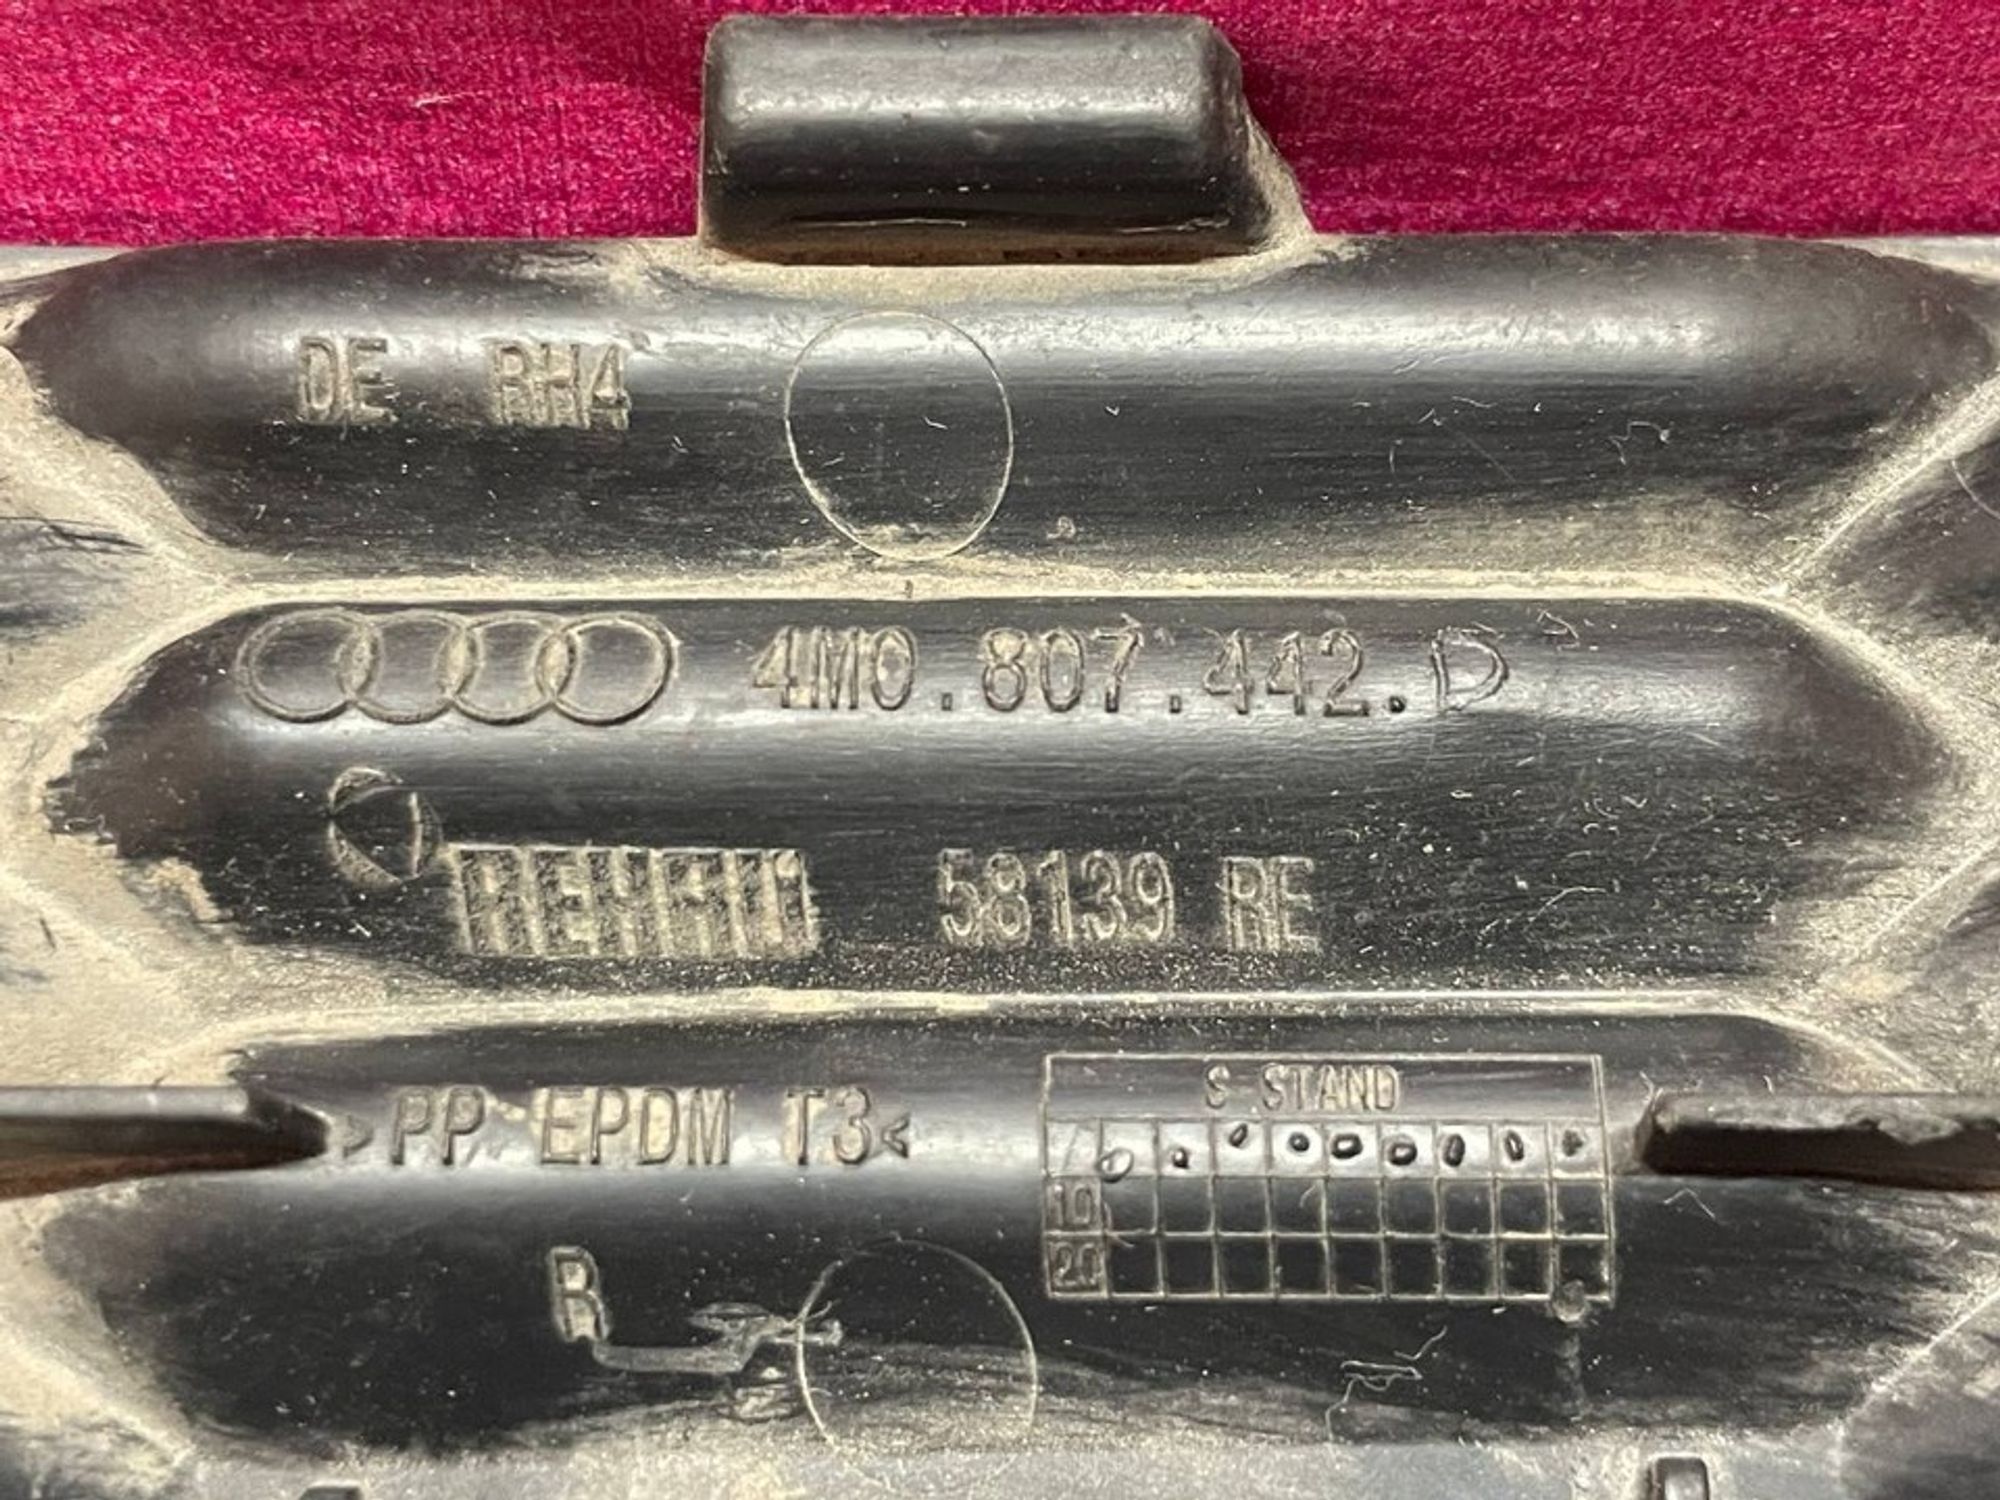 DE RH4
4M0.807.442.D
REHAU 58139 RE
>PP EPDM T3<
S-STAND
10
20
R